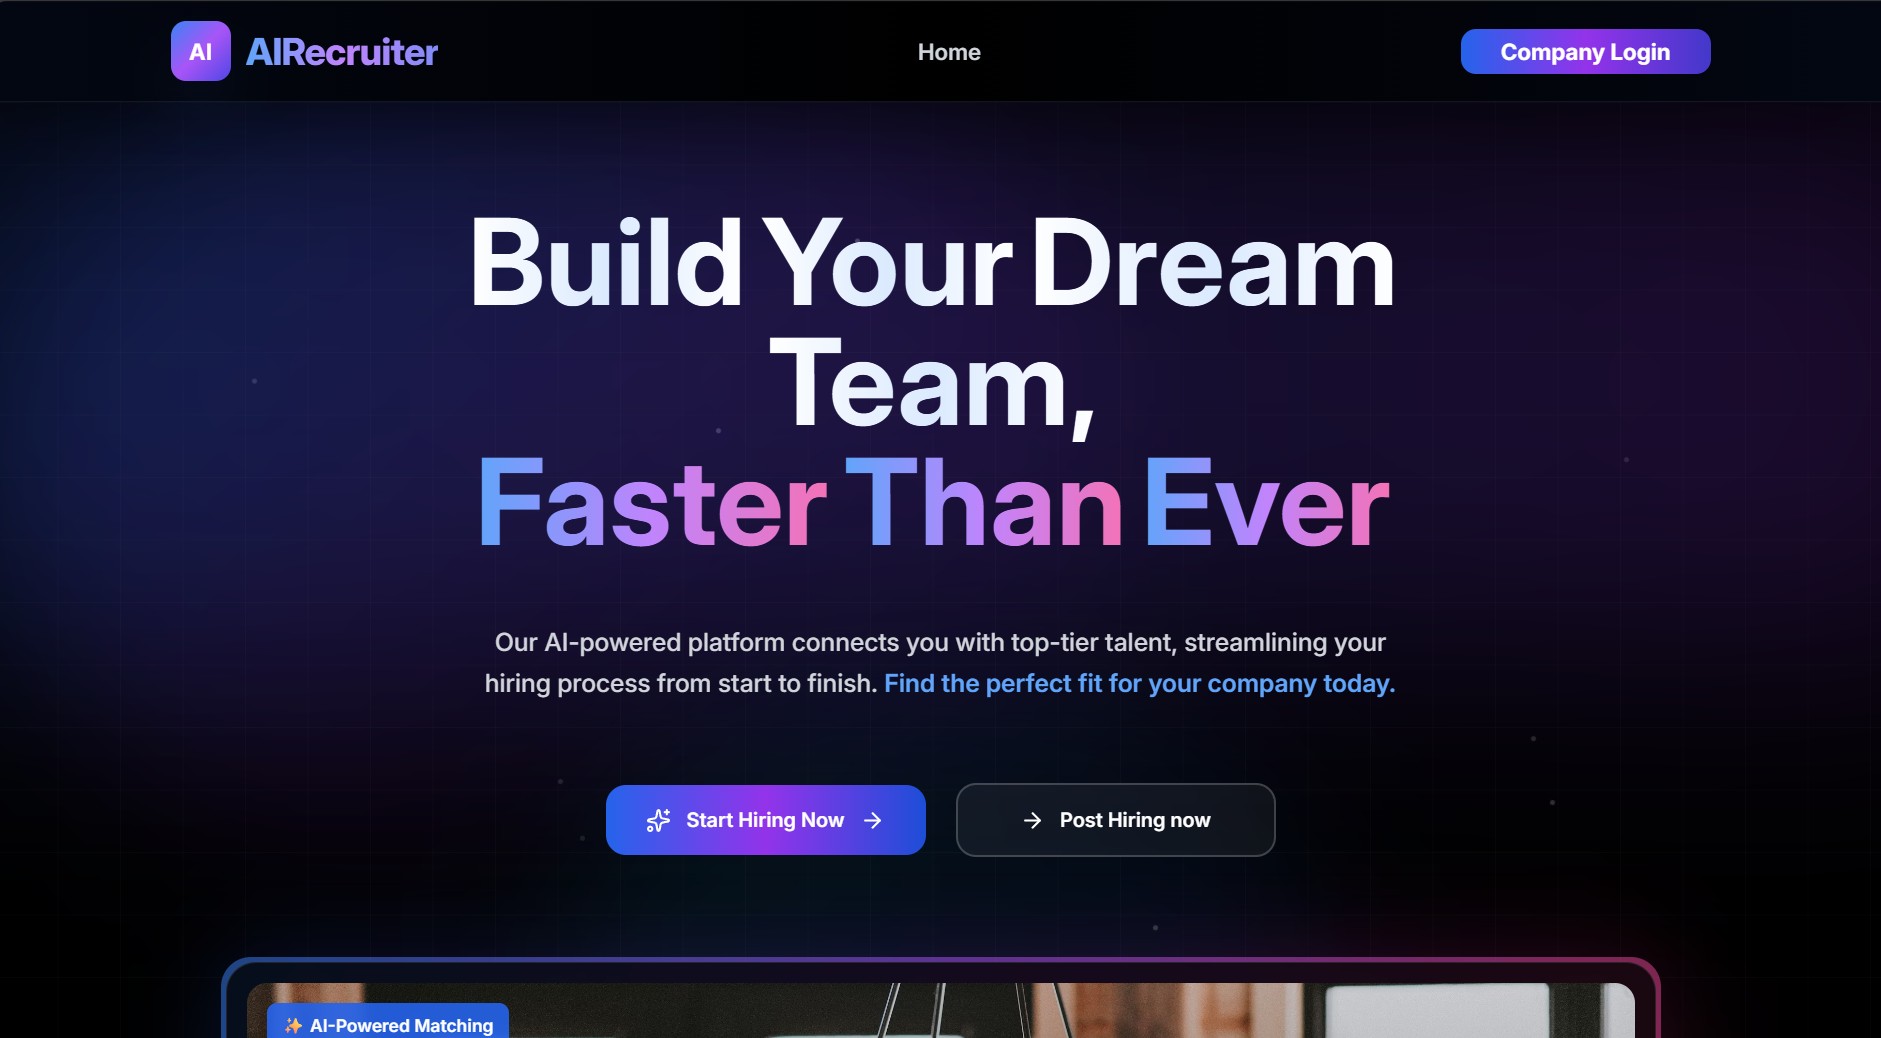 AI
AIRecruiter
Home
Company Login
Build Your Dream
Team,
Faster Than Ever
Our AI-powered platform connects you with top-tier talent, streamlining your
hiring process from start to finish. Find the perfect fit for your company today.
Start Hiring Now
Post Hiring now
✨ AI-Powered Matching